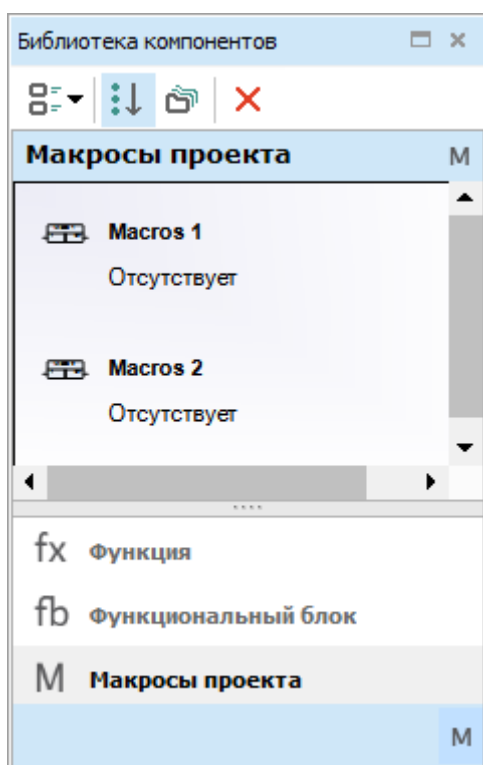 Библиотека компонентов
Макросы проекта M
Macros 1
Отсутствует
Macros 2
Отсутствует
fx Функция
fb Функциональный блок
M Макросы проекта
M